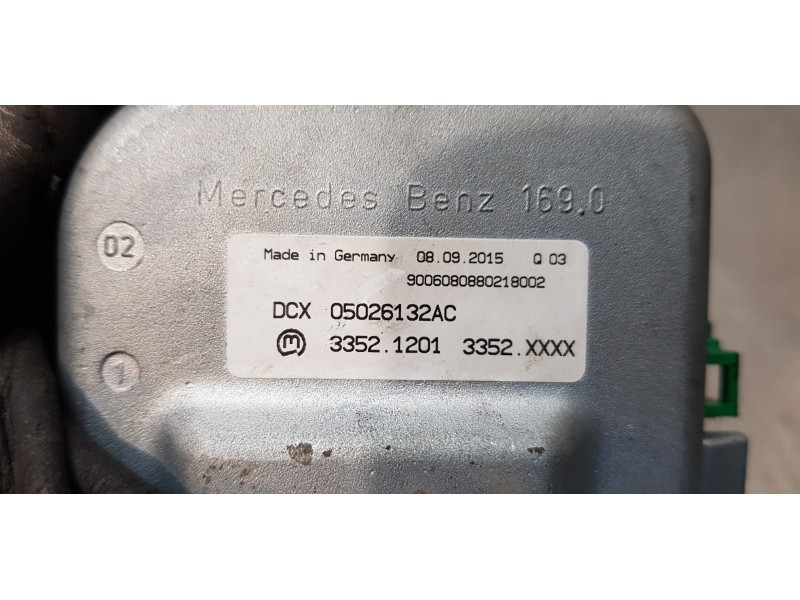 Mercedes Benz 169.0
02
Made in Germany 08.09.2015 Q 03
9006080880218002
DCX 05026132AC
m 3352.1201 3352.XXXX
1